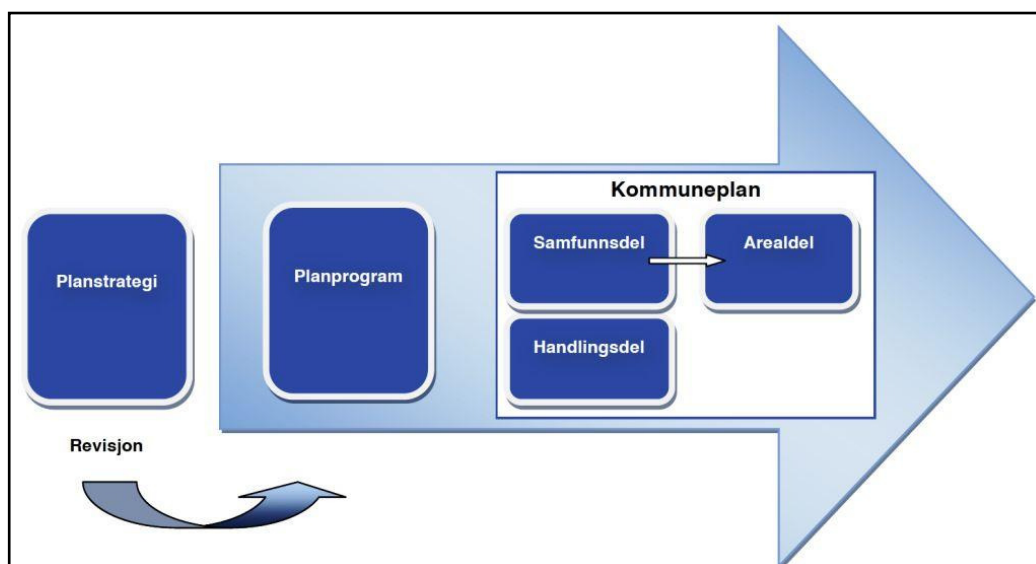 Kommuneplan
Planstrategi
Planprogram
Samfunnsdel
Arealdel
Handlingsdel
Revisjon